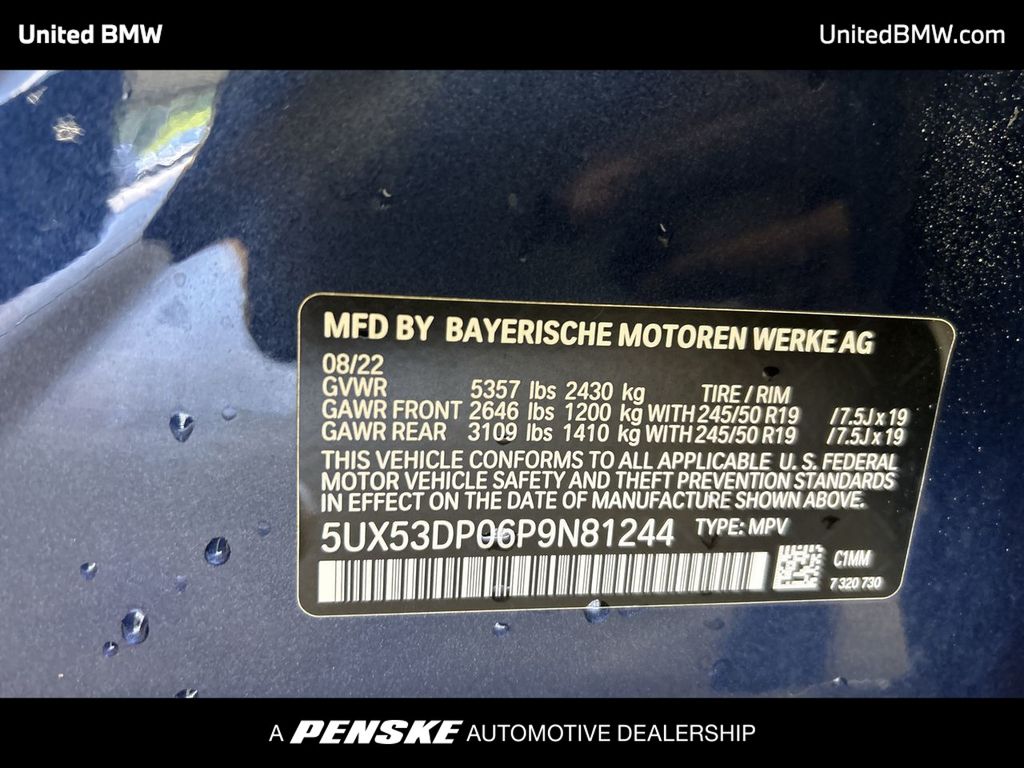 United BMW
UnitedBMW.com
MFD BY BAYERISCHE MOTOREN WERKE AG
08/22
GVWR 5357 lbs 2430 kg TIRE / RIM
GAWR FRONT 2646 lbs 1200 kg WITH 245/50 R19 /7.5J x 19
GAWR REAR 3109 lbs 1410 kg WITH 245/50 R19 /7.5J x 19
THIS VEHICLE CONFORMS TO ALL APPLICABLE U. S. FEDERAL
MOTOR VEHICLE SAFETY AND THEFT PREVENTION STANDARDS
IN EFFECT ON THE DATE OF MANUFACTURE SHOWN ABOVE.
5UX53DP06P9N81244 TYPE: MPV
C1MM
7 320 730
A PENSKE AUTOMOTIVE DEALERSHIP